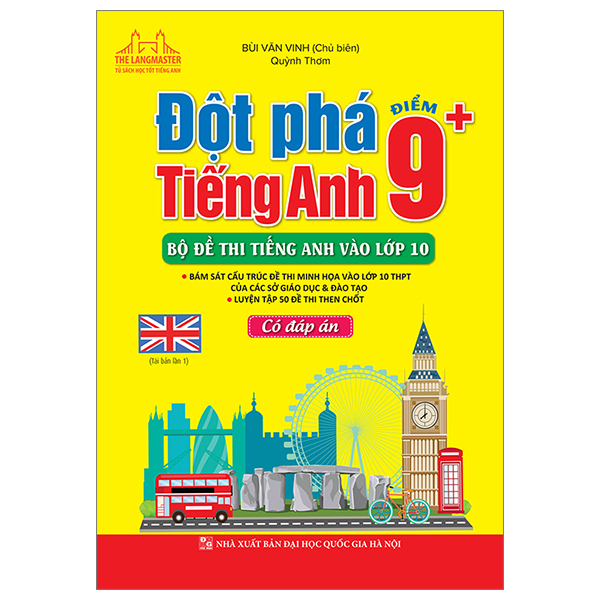 BÙI VĂN VINH (Chủ biên)
Quỳnh Thơm
THE LANGMASTER
TỦ SÁCH HỌC TỐT TIẾNG ANH
Đột phá
ĐIỂM
9+
Tiếng Anh
BỘ ĐỀ THI TIẾNG ANH VÀO LỚP 10
BÁM SÁT CẤU TRÚC ĐỀ THI MINH HỌA VÀO LỚP 10 THPT
CỦA CÁC SỞ GIÁO DỤC & ĐÀO TẠO
LUYỆN TẬP 50 ĐỀ THI THEN CHỐT
Có đáp án
(Tái bản lần 1)
NHÀ XUẤT BẢN ĐẠI HỌC QUỐC GIA HÀ NỘI